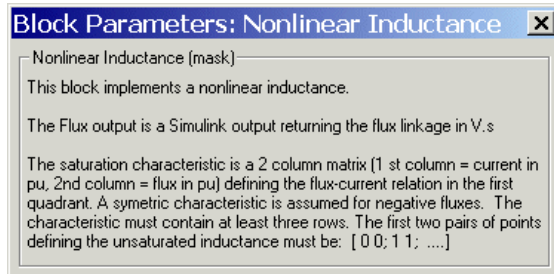 Block Parameters: Nonlinear Inductance
Nonlinear Inductance (mask)
This block implements a nonlinear inductance.
The Flux output is a Simulink output returning the flux linkage in V.s
The saturation characteristic is a 2 column matrix (1 st column = current in
pu, 2nd column = flux in pu) defining the flux-current relation in the first
quadrant. A symetric characteristic is assumed for negative fluxes.  The
characteristic must contain at least three rows. The first two pairs of points
defining the unsaturated inductance must be:  [ 0 0; 1 1;  ....]